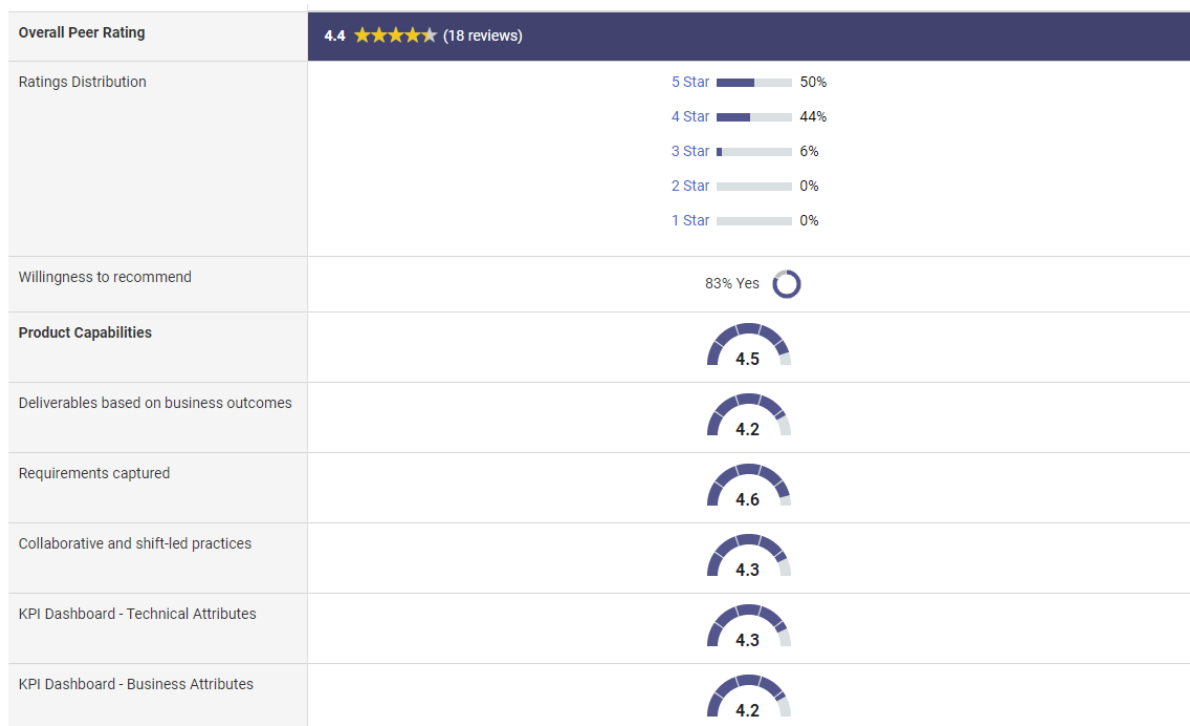 Overall Peer Rating 4.4 (18 reviews)
Ratings Distribution 5 Star 50%
4 Star 44%
3 Star 6%
2 Star 0%
1 Star 0%
Willingness to recommend 83% Yes
Product Capabilities 4.5
Deliverables based on business outcomes 4.2
Requirements captured 4.6
Collaborative and shift-led practices 4.3
KPI Dashboard - Technical Attributes 4.3
KPI Dashboard - Business Attributes 4.2